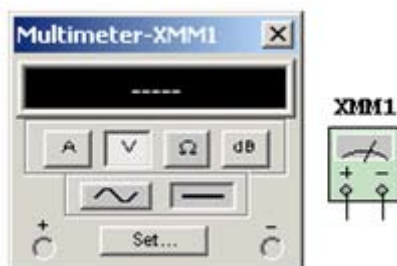 Multimeter-XMM1
-----
A V Ω dB
+ Set... -
XMM1
+ -